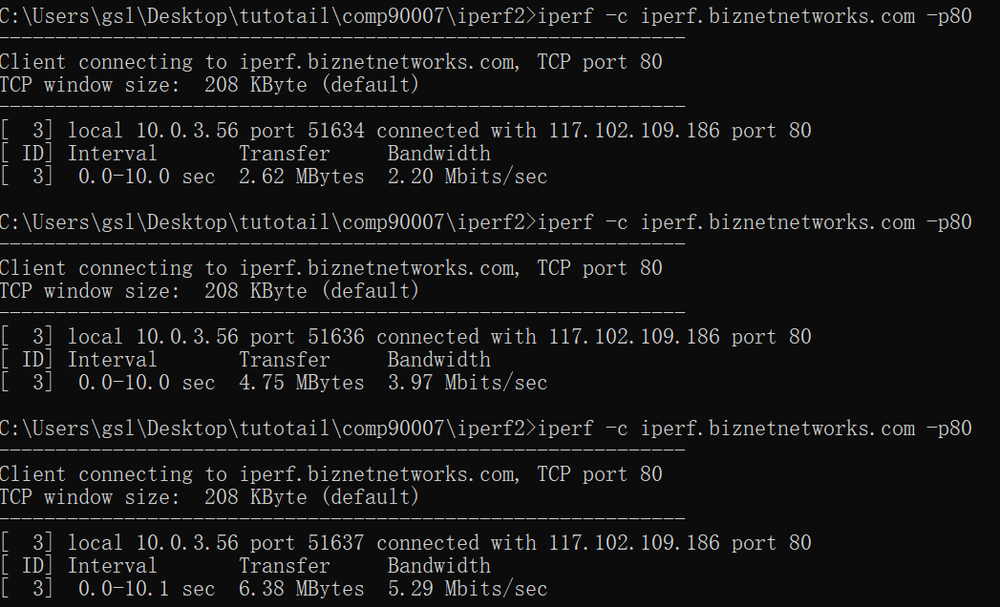 C:\Users\gsl\Desktop\tutotail\comp90007\iperf2>iperf -c iperf.biznetnetworks.com -p80
------------------------------------------------------------
Client connecting to iperf.biznetnetworks.com, TCP port 80
TCP window size:  208 KByte (default)
------------------------------------------------------------
[  3] local 10.0.3.56 port 51634 connected with 117.102.109.186 port 80
[ ID] Interval       Transfer     Bandwidth
[  3]  0.0-10.0 sec  2.62 MBytes  2.20 Mbits/sec
C:\Users\gsl\Desktop\tutotail\comp90007\iperf2>iperf -c iperf.biznetnetworks.com -p80
------------------------------------------------------------
Client connecting to iperf.biznetnetworks.com, TCP port 80
TCP window size:  208 KByte (default)
------------------------------------------------------------
[  3] local 10.0.3.56 port 51636 connected with 117.102.109.186 port 80
[ ID] Interval       Transfer     Bandwidth
[  3]  0.0-10.0 sec  4.75 MBytes  3.97 Mbits/sec
C:\Users\gsl\Desktop\tutotail\comp90007\iperf2>iperf -c iperf.biznetnetworks.com -p80
------------------------------------------------------------
Client connecting to iperf.biznetnetworks.com, TCP port 80
TCP window size:  208 KByte (default)
------------------------------------------------------------
[  3] local 10.0.3.56 port 51637 connected with 117.102.109.186 port 80
[ ID] Interval       Transfer     Bandwidth
[  3]  0.0-10.1 sec  6.38 MBytes  5.29 Mbits/sec